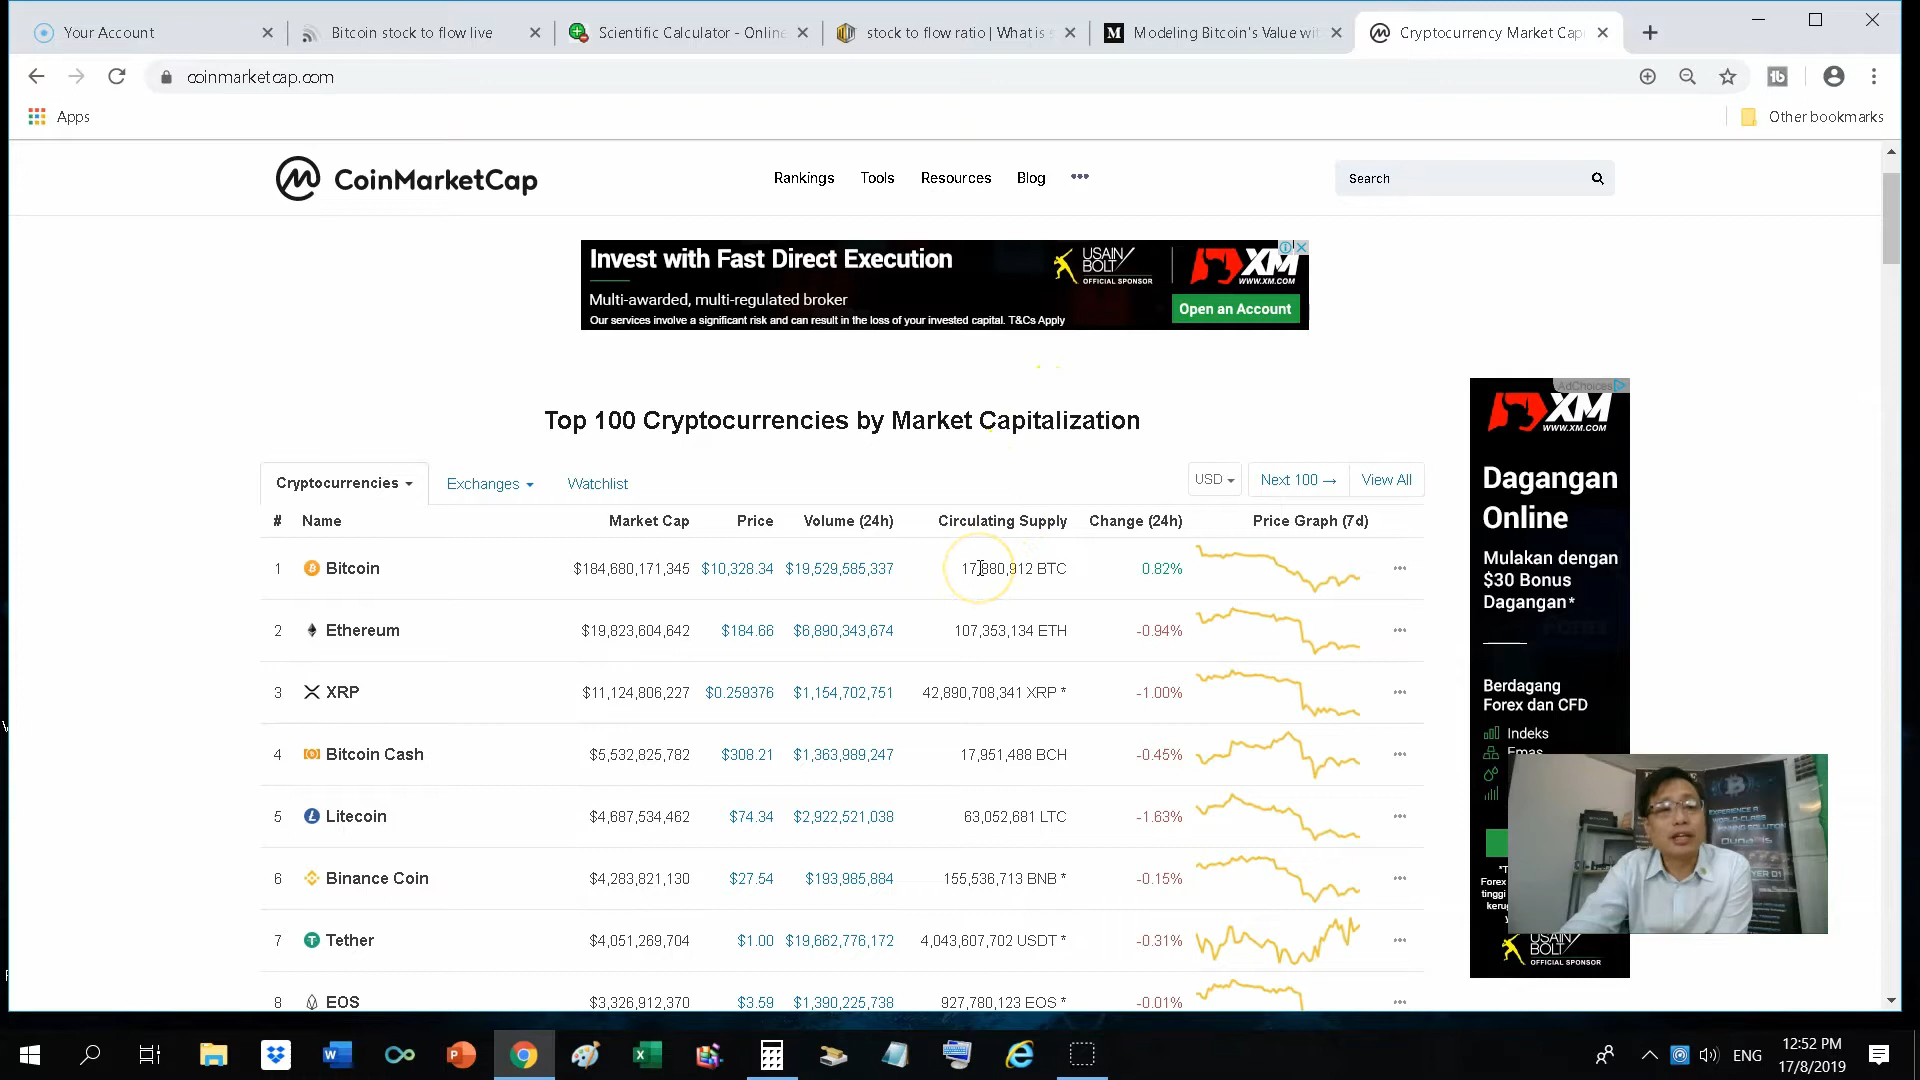 Your Account
Bitcoin stock to flow live
Scientific Calculator - Online
stock to flow ratio | What is
Modeling Bitcoin's Value wit
Cryptocurrency Market Cap
coinmarketcap.com
Apps
Other bookmarks
CoinMarketCap
Rankings Tools Resources Blog
Search
Invest with Fast Direct Execution
Multi-awarded, multi-regulated broker
Our services involve a significant risk and can result in the loss of your invested capital. T&Cs Apply
USAIN BOLT
OFFICIAL SPONSOR
XM
WWW.XM.COM
Open an Account
Top 100 Cryptocurrencies by Market Capitalization
Cryptocurrencies Exchanges Watchlist USD Next 100 → View All
# Name Market Cap Price Volume (24h) Circulating Supply Change (24h) Price Graph (7d)
1 Bitcoin $184,680,171,345 $10,328.34 $19,529,585,337 17,880,912 BTC 0.82%
2 Ethereum $19,823,604,642 $184.66 $6,890,343,674 107,353,134 ETH -0.94%
3 XRP $11,124,806,227 $0.259376 $1,154,702,751 42,890,708,341 XRP * -1.00%
4 Bitcoin Cash $5,532,825,782 $308.21 $1,363,989,247 17,951,488 BCH -0.45%
5 Litecoin $4,687,534,462 $74.34 $2,922,521,038 63,052,681 LTC -1.63%
6 Binance Coin $4,283,821,130 $27.54 $193,985,884 155,536,713 BNB * -0.15%
7 Tether $4,051,269,704 $1.00 $19,662,776,172 4,043,607,702 USDT * -0.31%
8 EOS $3,326,912,370 $3.59 $1,390,225,738 927,780,123 EOS * -0.01%
AdChoices
XM
WWW.XM.COM
Dagangan
Online
Mulakan dengan
$30 Bonus
Dagangan*
Berdagang
Forex dan CFD
Indeks
Emas
Forex
tinggi
USAIN
BOLT
OFFICIAL SPONSOR
EXPERIENCE A
WORLD-CLASS
MINING SOLUTION
ENG
12:52 PM
17/8/2019